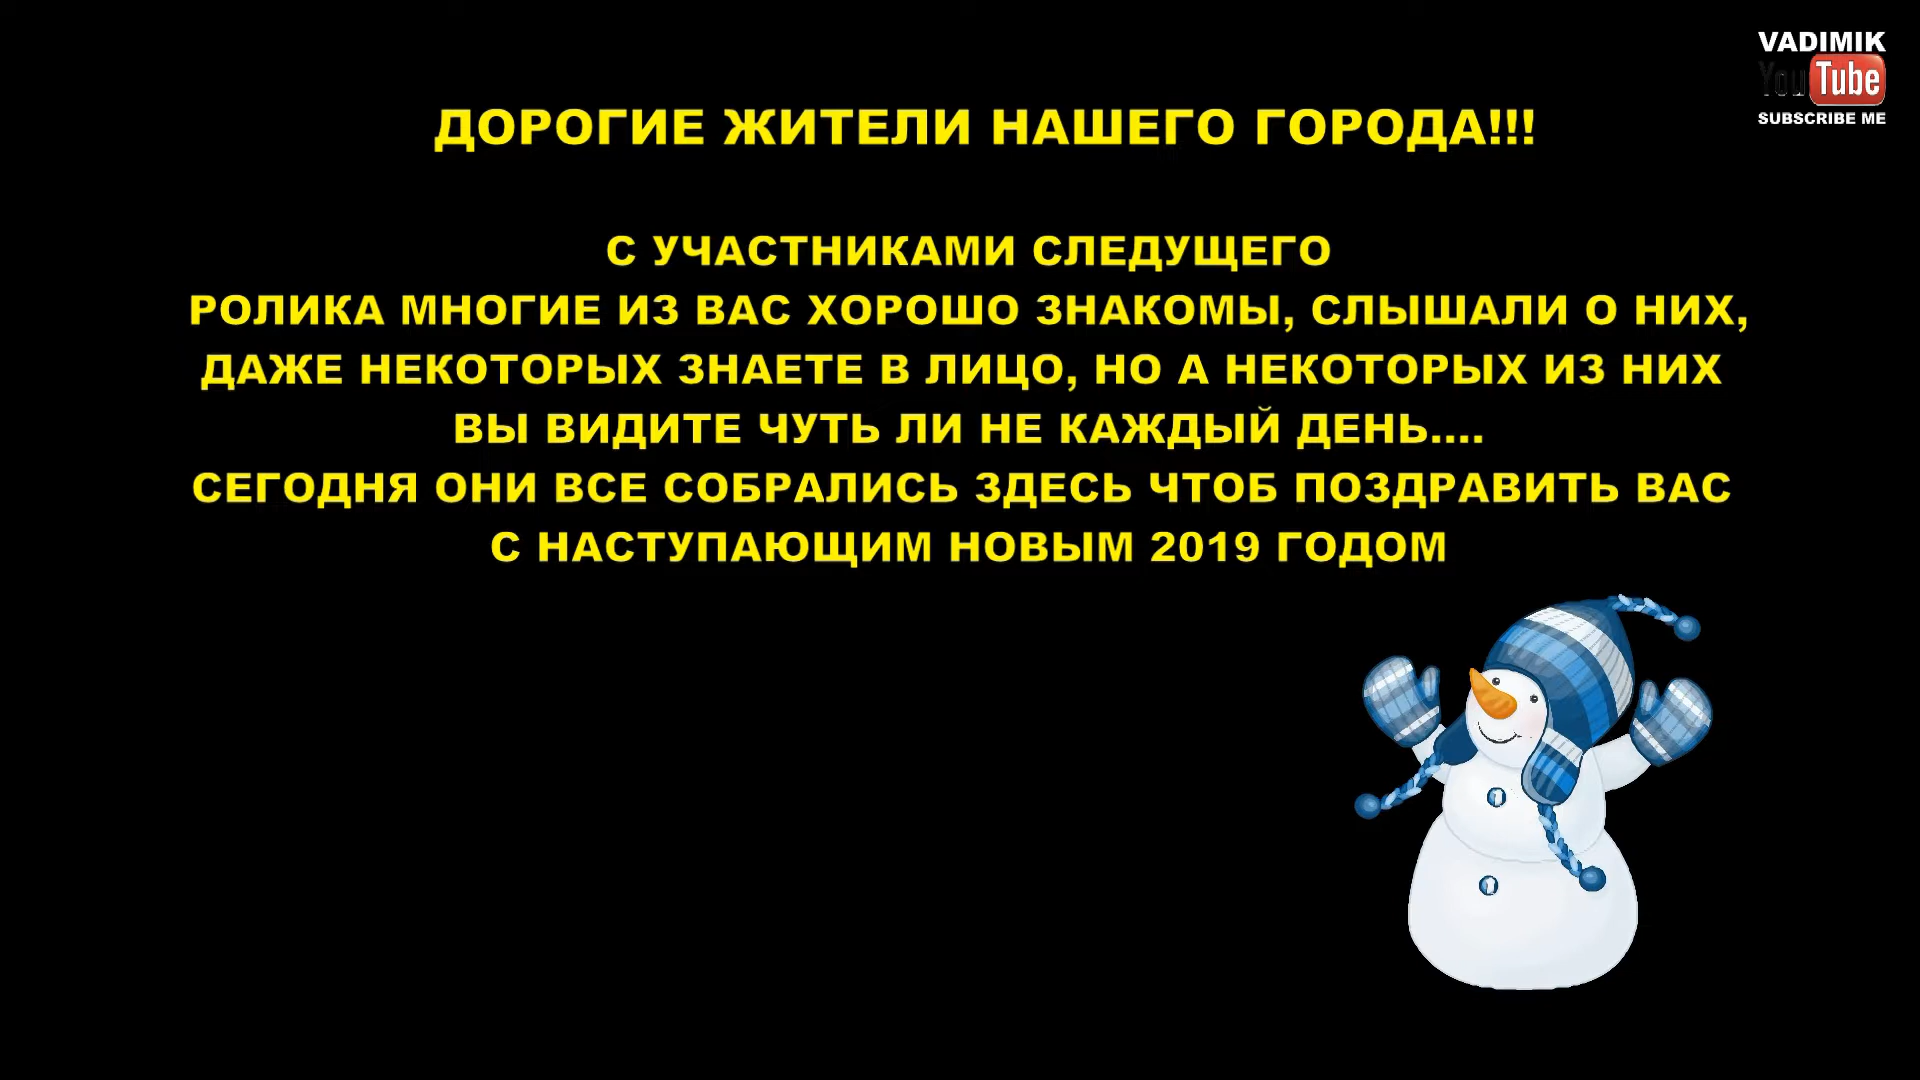 VADIMIK
YouTube
SUBSCRIBE ME
ДОРОГИЕ ЖИТЕЛИ НАШЕГО ГОРОДА!!!
С УЧАСТНИКАМИ СЛЕДУЩЕГО
РОЛИКА МНОГИЕ ИЗ ВАС ХОРОШО ЗНАКОМЫ, СЛЫШАЛИ О НИХ,
ДАЖЕ НЕКОТОРЫХ ЗНАЕТЕ В ЛИЦО, НО А НЕКОТОРЫХ ИЗ НИХ
ВЫ ВИДИТЕ ЧУТЬ ЛИ НЕ КАЖДЫЙ ДЕНЬ....
СЕГОДНЯ ОНИ ВСЕ СОБРАЛИСЬ ЗДЕСЬ ЧТОБ ПОЗДРАВИТЬ ВАС
С НАСТУПАЮЩИМ НОВЫМ 2019 ГОДОМ